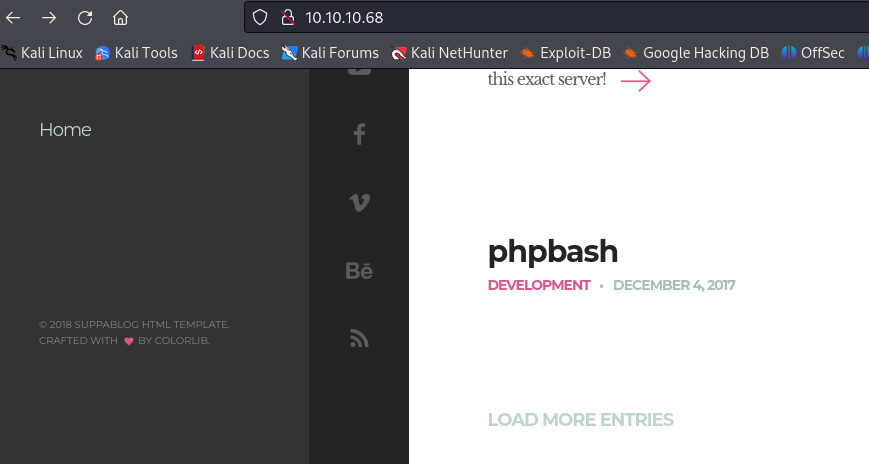 10.10.10.68
Kali Linux Kali Tools Kali Docs Kali Forums Kali NetHunter Exploit-DB Google Hacking DB OffSec
this exact server!
Home
Bē
phpbash
DEVELOPMENT • DECEMBER 4, 2017
© 2018 SUPPABLOG HTML TEMPLATE.
CRAFTED WITH BY COLORLIB.
LOAD MORE ENTRIES